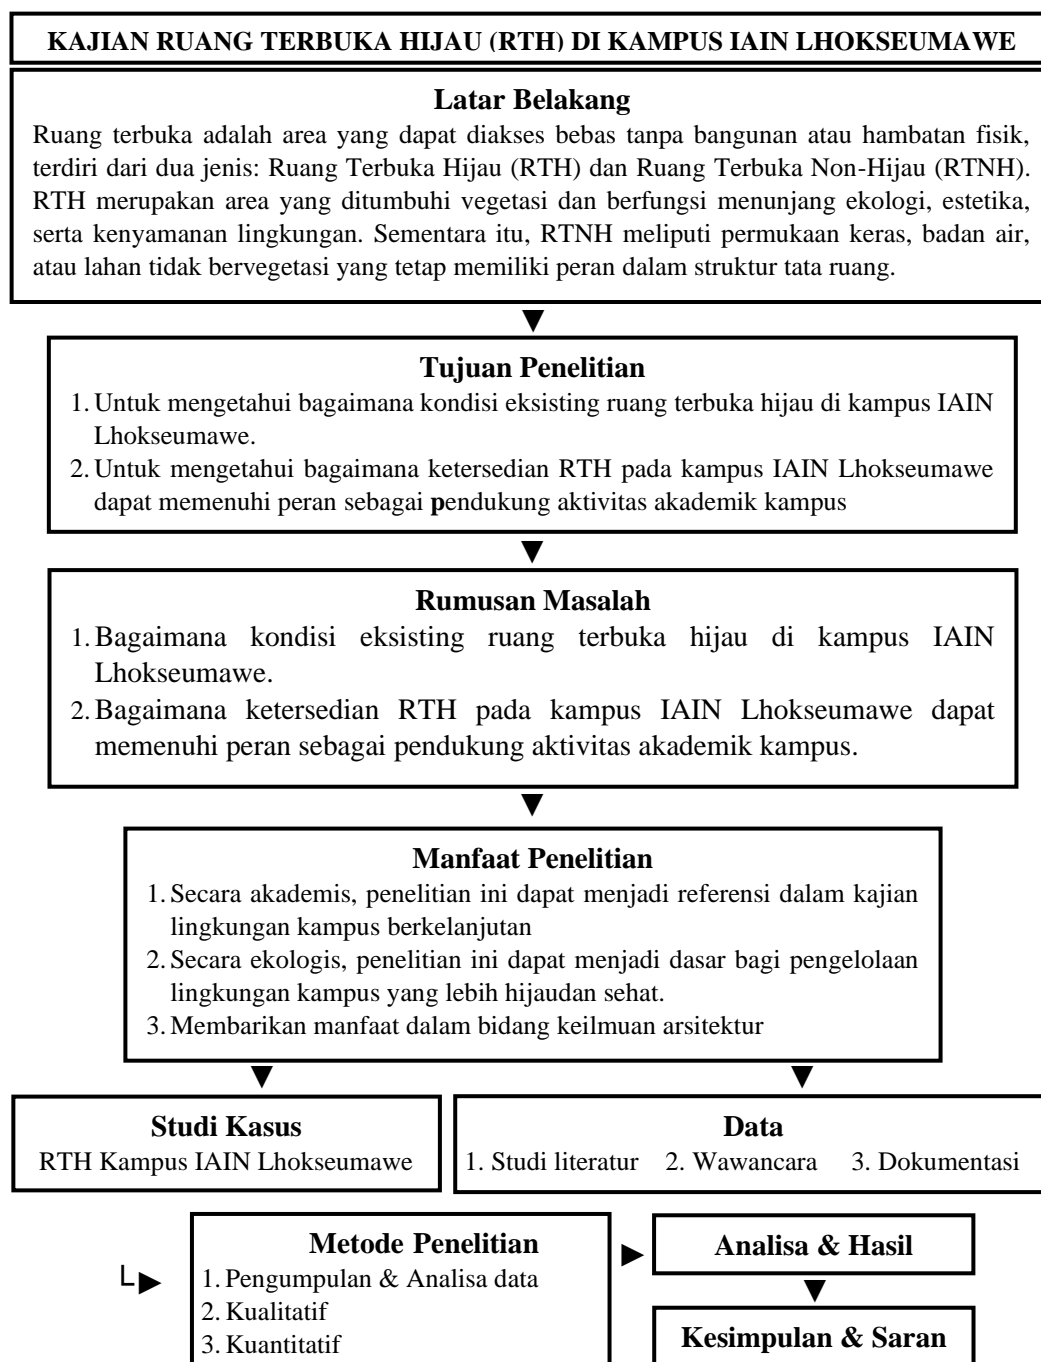 KAJIAN RUANG TERBUKA HIJAU (RTH) DI KAMPUS IAIN LHOKSEUMAWE
Latar Belakang
Ruang terbuka adalah area yang dapat diakses bebas tanpa bangunan atau hambatan fisik,
terdiri dari dua jenis: Ruang Terbuka Hijau (RTH) dan Ruang Terbuka Non-Hijau (RTNH).
RTH merupakan area yang ditumbuhi vegetasi dan berfungsi menunjang ekologi, estetika,
serta kenyamanan lingkungan. Sementara itu, RTNH meliputi permukaan keras, badan air,
atau lahan tidak bervegetasi yang tetap memiliki peran dalam struktur tata ruang.
Tujuan Penelitian
1. Untuk mengetahui bagaimana kondisi eksisting ruang terbuka hijau di kampus IAIN
Lhokseumawe.
2. Untuk mengetahui bagaimana ketersedian RTH pada kampus IAIN Lhokseumawe
dapat memenuhi peran sebagai pendukung aktivitas akademik kampus
Rumusan Masalah
1. Bagaimana kondisi eksisting ruang terbuka hijau di kampus IAIN
Lhokseumawe.
2. Bagaimana ketersedian RTH pada kampus IAIN Lhokseumawe dapat
memenuhi peran sebagai pendukung aktivitas akademik kampus.
Manfaat Penelitian
1. Secara akademis, penelitian ini dapat menjadi referensi dalam kajian
lingkungan kampus berkelanjutan
2. Secara ekologis, penelitian ini dapat menjadi dasar bagi pengelolaan
lingkungan kampus yang lebih hijaudan sehat.
3. Membarikan manfaat dalam bidang keilmuan arsitektur
Studi Kasus
RTH Kampus IAIN Lhokseumawe
Data
1. Studi literatur 2. Wawancara 3. Dokumentasi
Metode Penelitian
1. Pengumpulan & Analisa data
2. Kualitatif
3. Kuantitatif
Analisa & Hasil
Kesimpulan & Saran